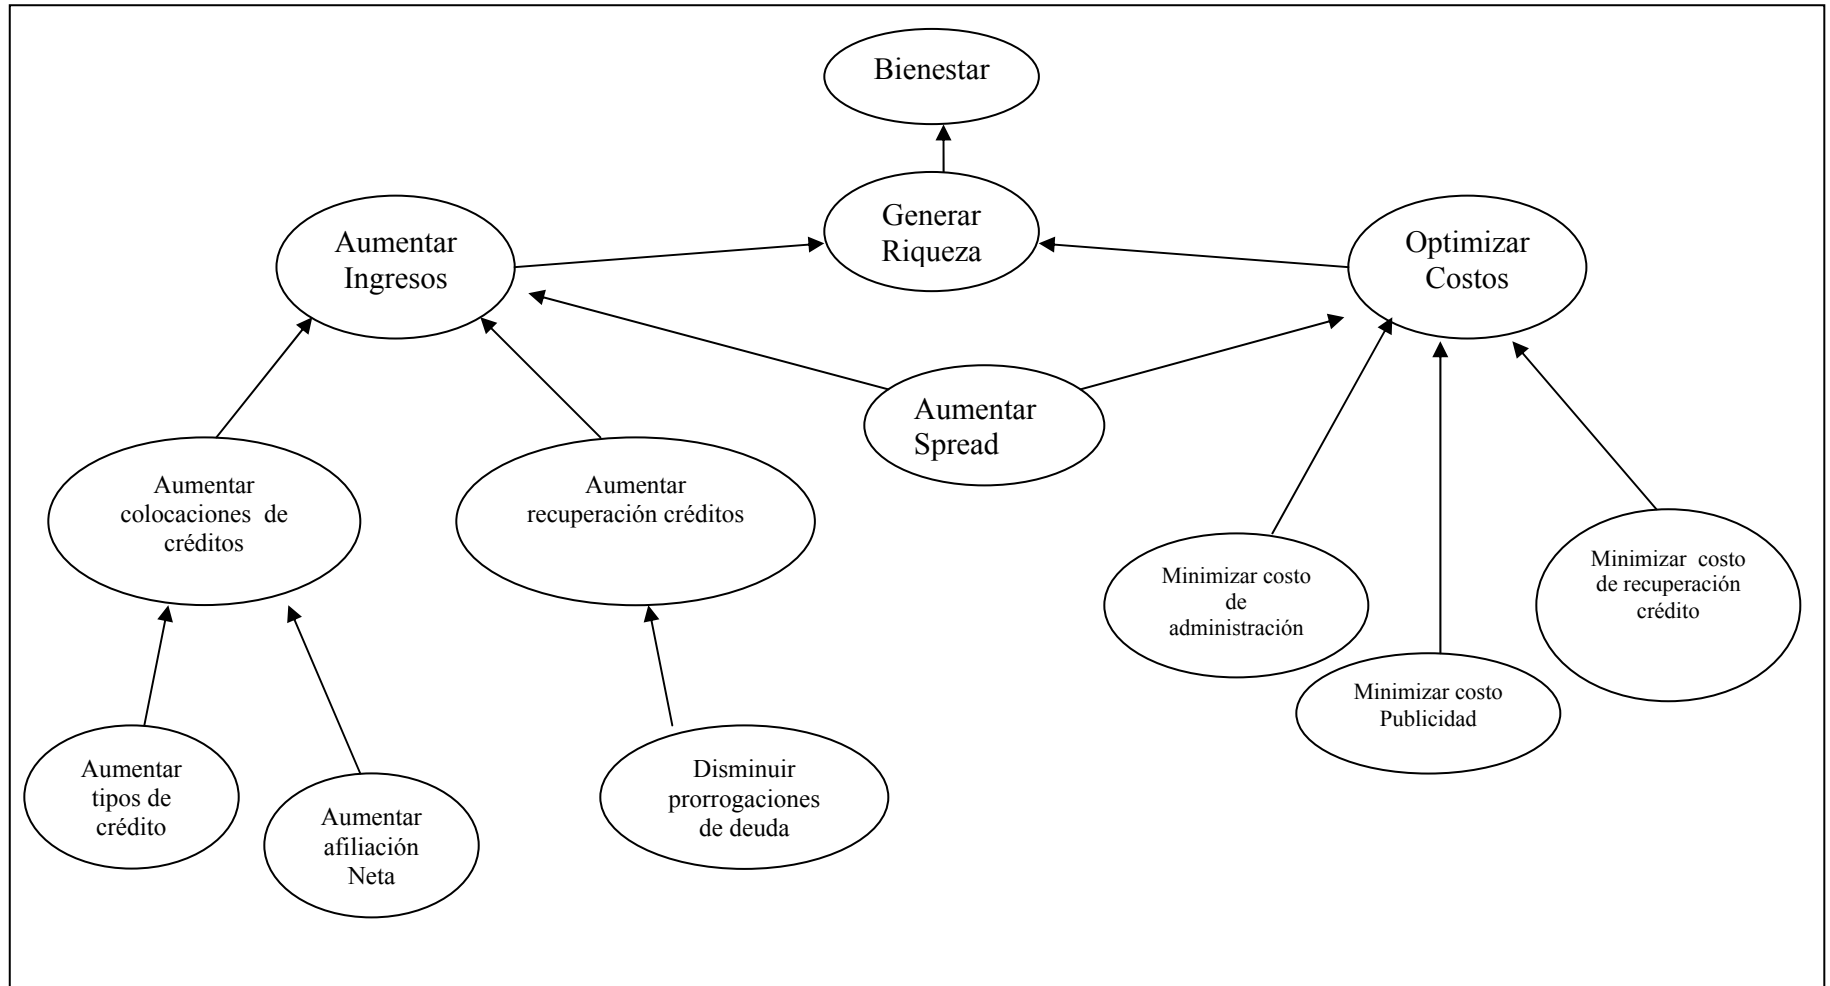 Bienestar
Generar
Riqueza
Aumentar
Ingresos
Optimizar
Costos
Aumentar
Spread
Aumentar
colocaciones de
créditos
Aumentar
recuperación créditos
Minimizar costo
de
administración
Minimizar costo
de recuperación
crédito
Minimizar costo
Publicidad
Aumentar
tipos de
crédito
Aumentar
afiliación
Neta
Disminuir
prorrogaciones
de deuda